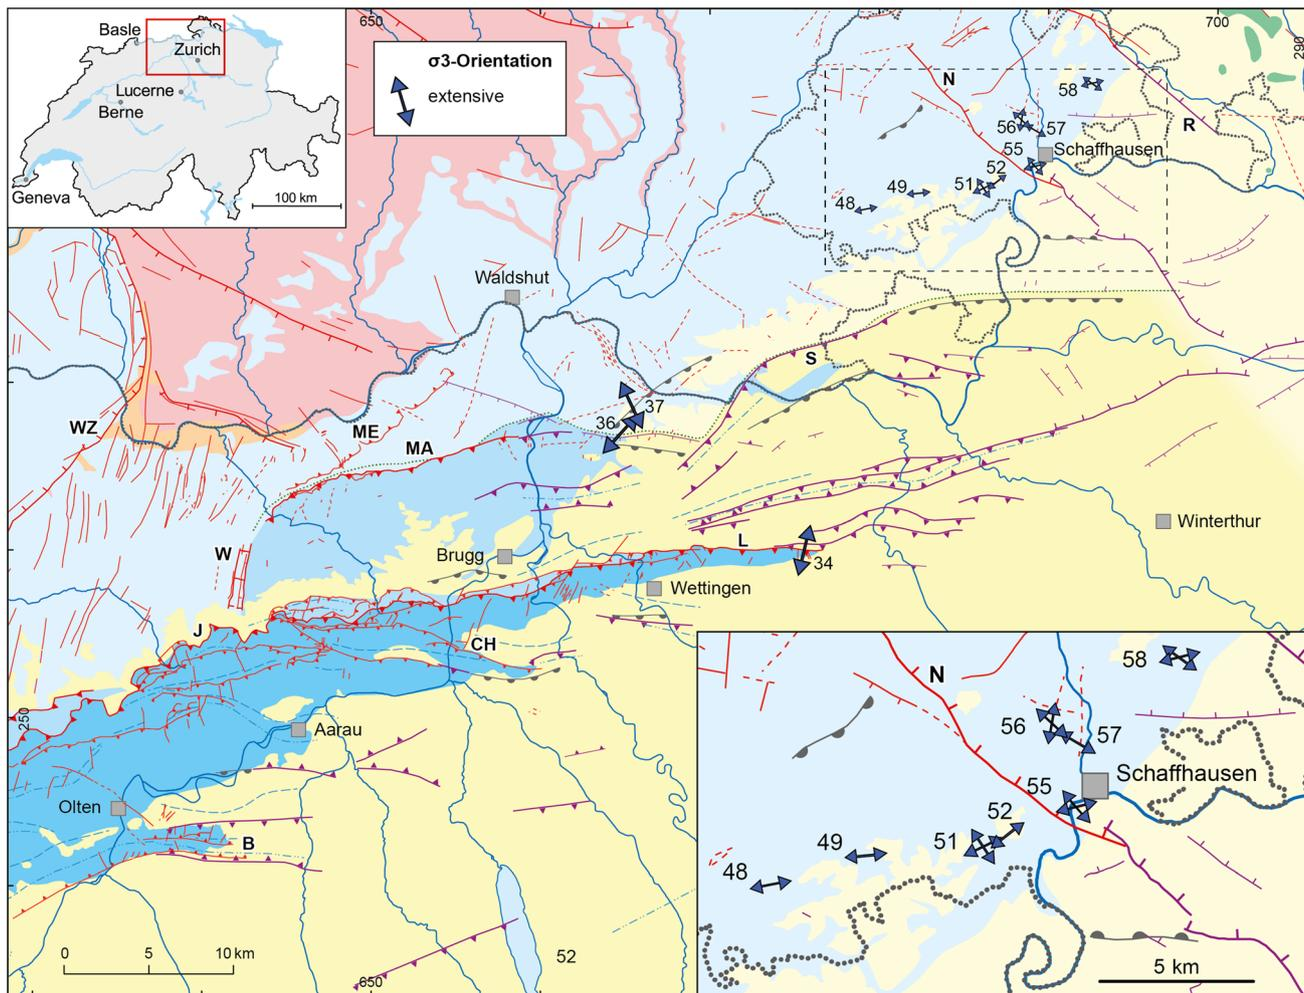 650
700
290
Basle
Zurich
Lucerne
Berne
Geneva
100 km
σ3-Orientation
extensive
N
58
R
56
57
55
Schaffhausen
52
51
49
48
Waldshut
S
37
36
WZ
ME
MA
W
Brugg
L
34
Winterthur
Wettingen
J
CH
250
Aarau
Olten
B
0 5 10 km
650
52
N
58
56
57
Schaffhausen
55
52
51
49
48
5 km